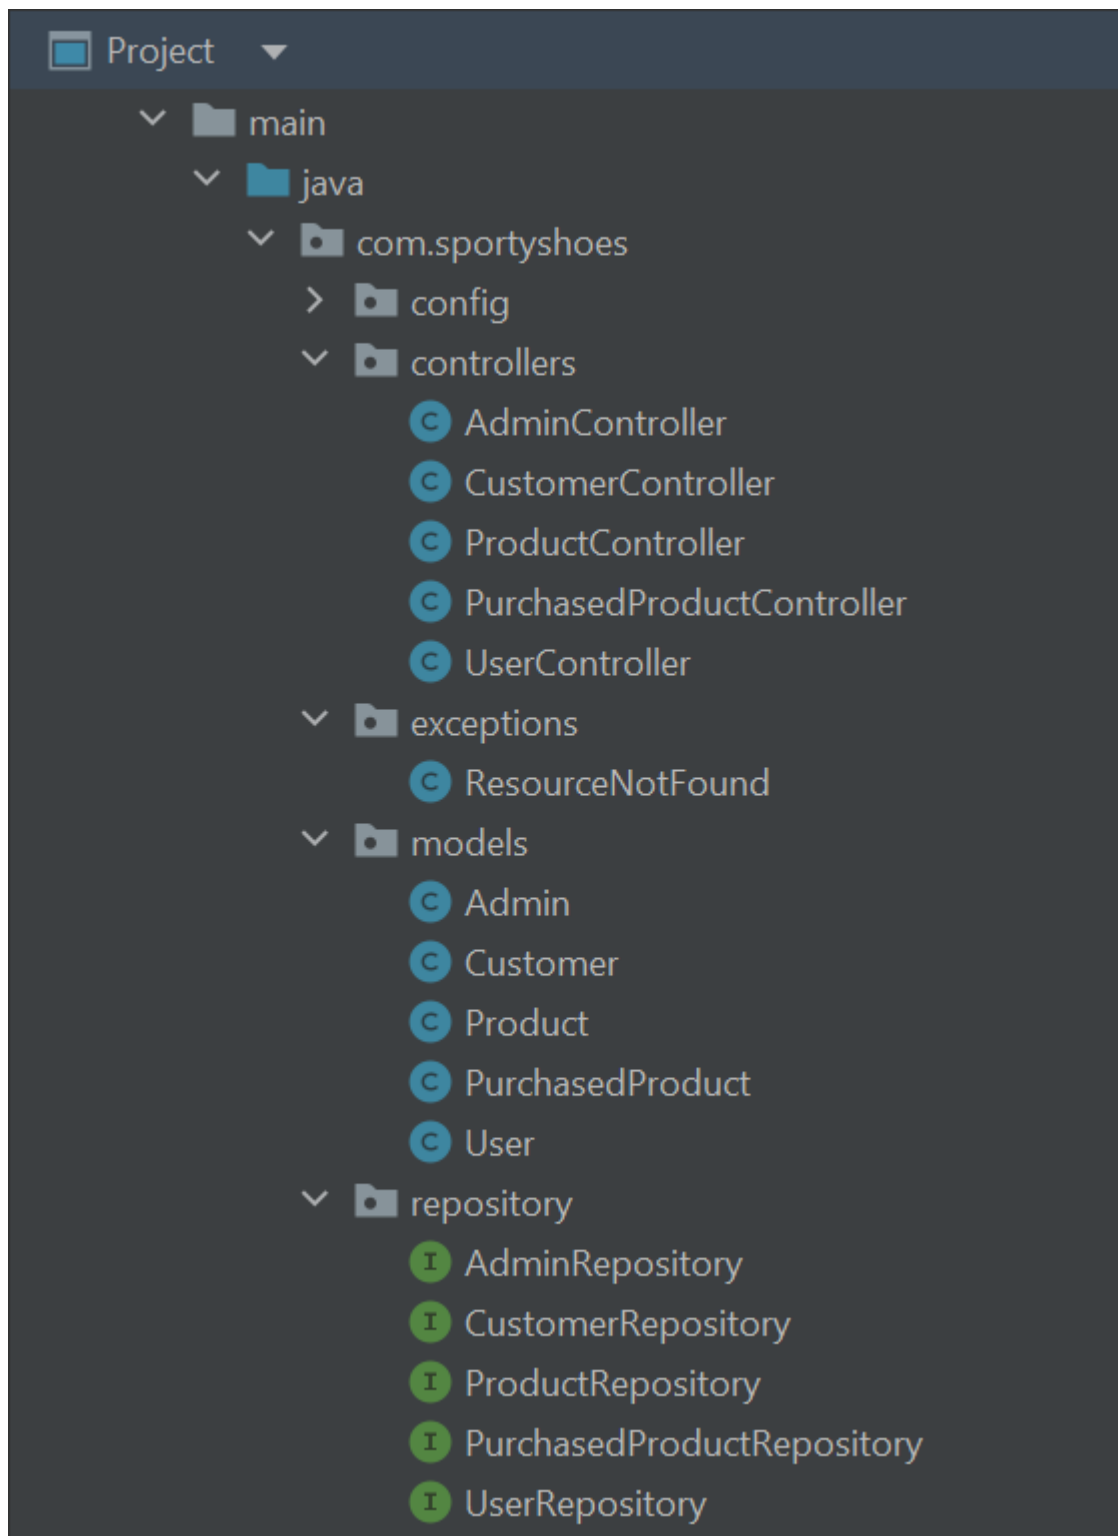 Project
main
java
com.sportyshoes
config
controllers
C AdminController
C CustomerController
C ProductController
C PurchasedProductController
C UserController
exceptions
C ResourceNotFound
models
C Admin
C Customer
C Product
C PurchasedProduct
C User
repository
I AdminRepository
I CustomerRepository
I ProductRepository
I PurchasedProductRepository
I UserRepository